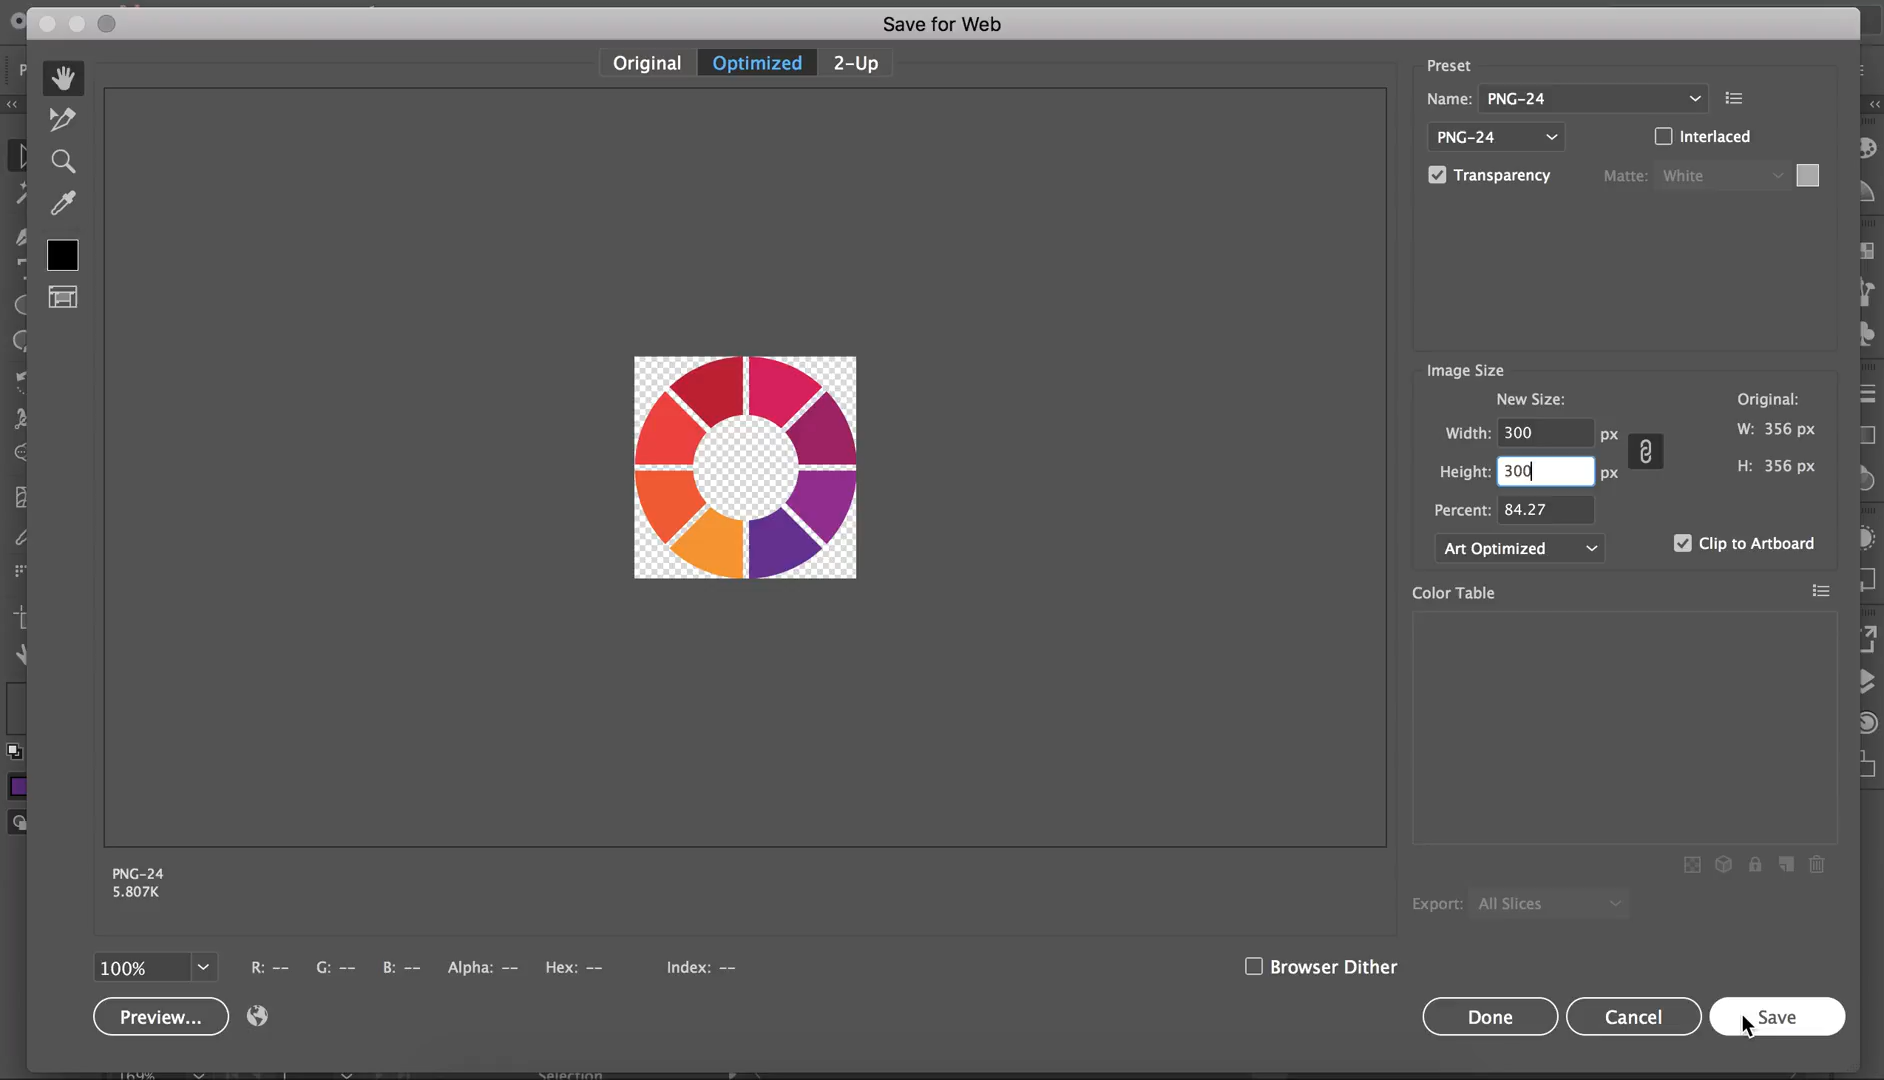 Save for Web
Original Optimized 2-Up
Preset
Name: PNG-24
PNG-24 Interlaced
Transparency Matte: White
Image Size
New Size: Original:
Width: 300 px W: 356 px
Height: 300 px H: 356 px
Percent: 84.27
Art Optimized Clip to Artboard
Color Table
PNG-24
5.807K
Export: All Slices
100% R: -- G: -- B: -- Alpha: -- Hex: -- Index: -- Browser Dither
Preview... Done Cancel Save
169% Selection